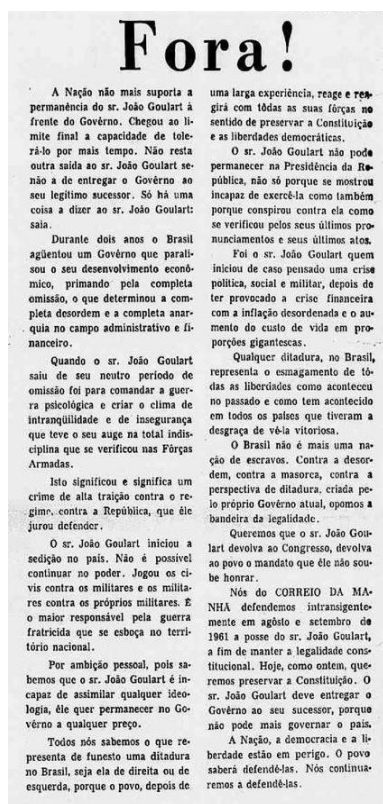 Fora!
A Nação não mais suporta a
permanência do sr. João Goulart à
frente do Govêrno. Chegou ao li-
mite final a capacidade de tole-
rá-lo por mais tempo. Não resta
outra saída ao sr. João Goulart se-
não a de entregar o Govêrno ao
seu legítimo sucessor. Só há uma
coisa a dizer ao sr. João Goulart:
saia.
Durante dois anos o Brasil
agüentou um Govêrno que parali-
sou o seu desenvolvimento econô-
mico, primando pela completa
omissão, o que determinou a com-
pleta desordem e a completa anar-
quia no campo administrativo e fi-
nanceiro.
Quando o sr. João Goulart
saiu de seu neutro período de
omissão foi para comandar a guer-
ra psicológica e criar o clima de
intranqüilidade e de insegurança
que teve o seu auge na total indis-
ciplina que se verificou nas Fôrças
Armadas.
Isto significou e significa um
crime de alta traição contra o re-
gime, contra a República, que êle
jurou defender.
O sr. João Goulart iniciou a
sedição no país. Não é possível
continuar no poder. Jogou os ci-
vis contra os militares e os milita-
res contra os próprios militares. É
o maior responsável pela guerra
fratricida que se esboça no terri-
tório nacional.
Por ambição pessoal, pois sa-
bemos que o sr. João Goulart é in-
capaz de assimilar qualquer ideo-
logia, êle quer permanecer no Go-
vêrno a qualquer preço.
Todos nós sabemos o que re-
presenta de funesto uma ditadura
no Brasil, seja ela de direita ou de
esquerda, porque o povo, depois de
uma larga experiência, reage e rea-
girá com tôdas as suas fôrças no
sentido de preservar a Constituição
e as liberdades democráticas.
O sr. João Goulart não pode
permanecer na Presidência da Re-
pública, não só porque se mostrou
incapaz de exercê-la como também
porque conspirou contra ela como
se verificou pelos seus últimos pro-
nunciamentos e seus últimos atos.
Foi o sr. João Goulart quem
iniciou de caso pensado uma crise
política, social e militar, depois de
ter provocado a crise financeira
com a inflação desordenada e o au-
mento do custo de vida em pro-
porções gigantescas.
Qualquer ditadura, no Brasil,
representa o esmagamento de tô-
das as liberdades como aconteceu
no passado e como tem acontecido
em todos os países que tiveram a
desgraça de vê-la vitoriosa.
O Brasil não é mais uma na-
ção de escravos. Contra a desor-
dem, contra a masorca, contra a
perspectiva de ditadura, criada pe-
lo próprio Govêrno atual, opomos a
bandeira da legalidade.
Queremos que o sr. João Gou-
lart devolva ao Congresso, devolva
ao povo o mandato que êle não sou-
be honrar.
Nós do CORREIO DA MA-
NHÃ defendemos intransigente-
mente em agôsto e setembro de
1961 a posse do sr. João Goulart,
a fim de manter a legalidade cons-
titucional. Hoje, como ontem, que-
remos preservar a Constituição. O
sr. João Goulart deve entregar o
Govêrno ao seu sucessor, porque
não pode mais governar o país.
A Nação, a democracia e a li-
berdade estão em perigo. O povo
saberá defendê-las. Nós continua-
remos a defendê-las.